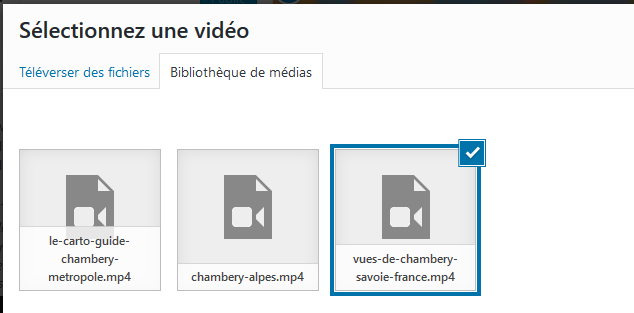 Sélectionnez une vidéo
Téléverser des fichiers
Bibliothèque de médias
le-carto-guide-
chambery-
metropole.mp4
chambery-alpes.mp4
vues-de-chambery-
savoie-france.mp4